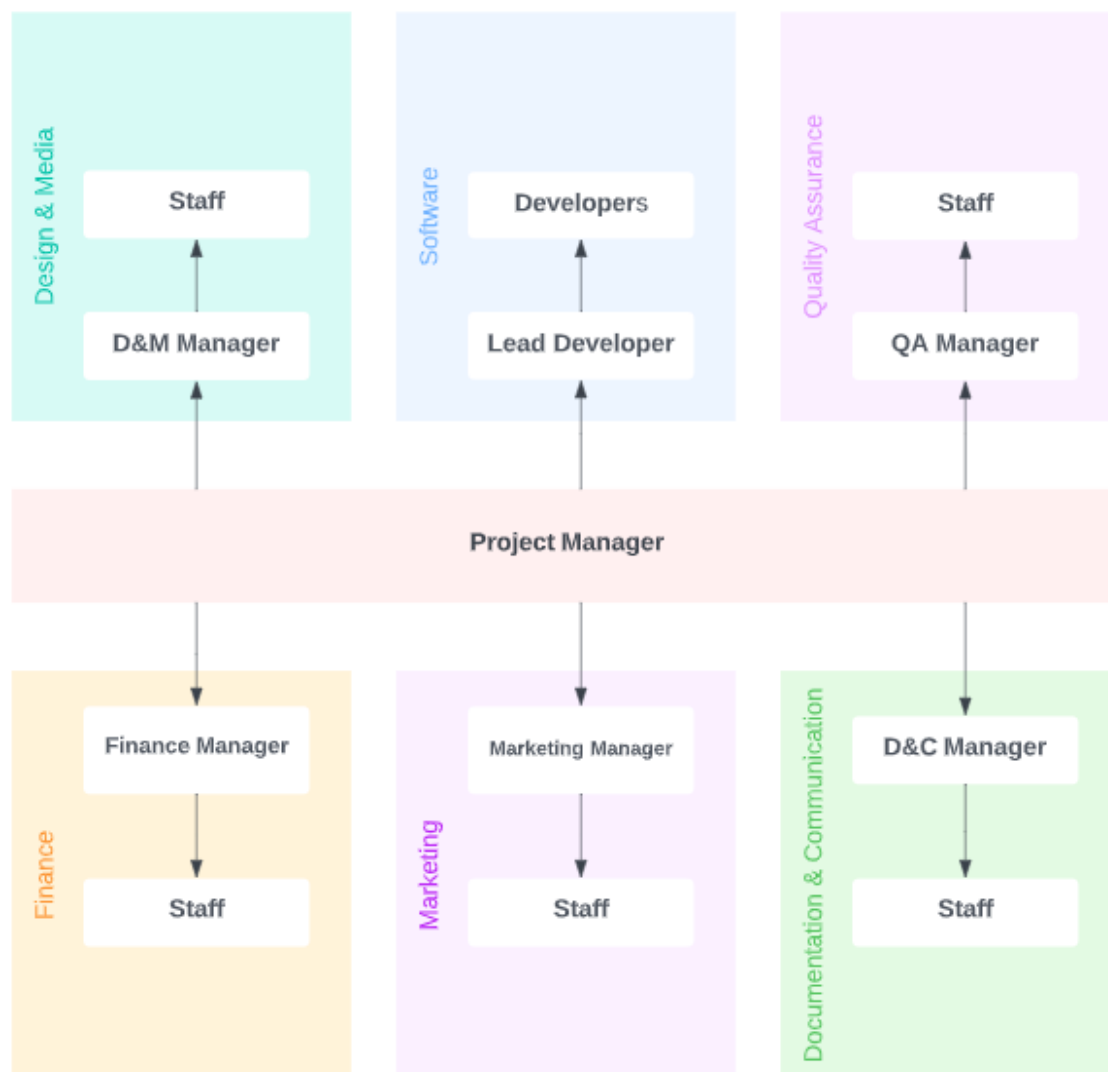 Design & Media
Staff
D&M Manager
Software
Developers
Lead Developer
Quality Assurance
Staff
QA Manager
Project Manager
Finance
Finance Manager
Staff
Marketing
Marketing Manager
Staff
Documentation & Communication
D&C Manager
Staff